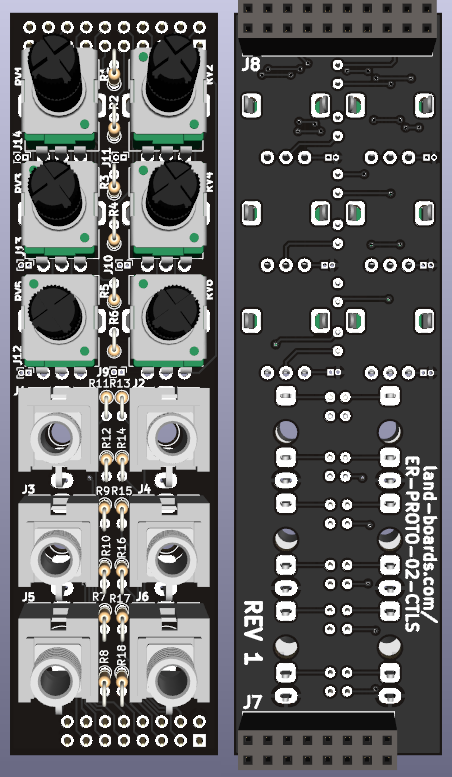 J8
RV1
RV2
R1
R2
J14
J11
RV3
RV4
R3
R4
J13
J10
RV5
RV6
R5
R6
J12
J9
R11
R13
J2
R12
R14
J3
J4
R9
R15
R10
R16
J5
R7
R17
J6
R8
R18
land-boards.com/
ER-PROTO-02-CTLS
REV 1
J7